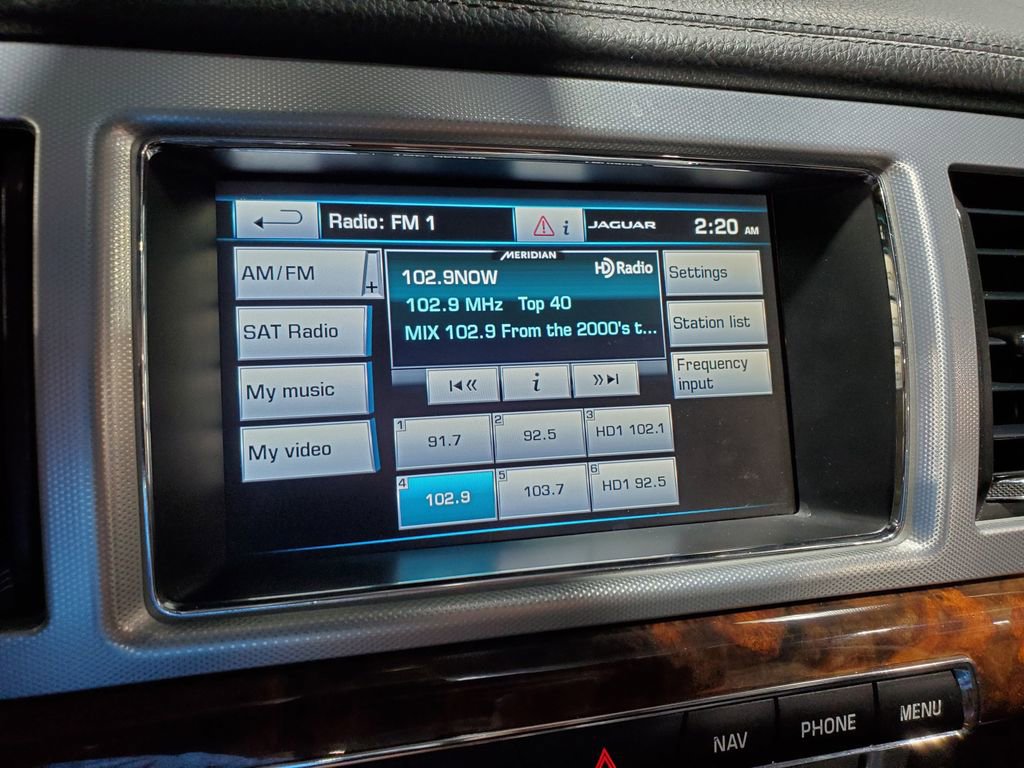 Radio: FM 1
i
JAGUAR
2:20 AM
AM/FM
+
SAT Radio
My music
My video
MERIDIAN
102.9NOW
HD Radio
102.9 MHz Top 40
MIX 102.9 From the 2000's t...
i
Settings
Station list
Frequency
input
1 91.7
2 92.5
3 HD1 102.1
4 102.9
5 103.7
6 HD1 92.5
NAV
PHONE
MENU